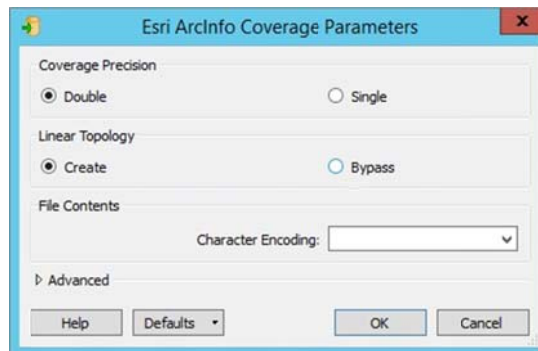 Esri ArcInfo Coverage Parameters
Coverage Precision
Double Single
Linear Topology
Create Bypass
File Contents
Character Encoding:
Advanced
Help Defaults OK Cancel